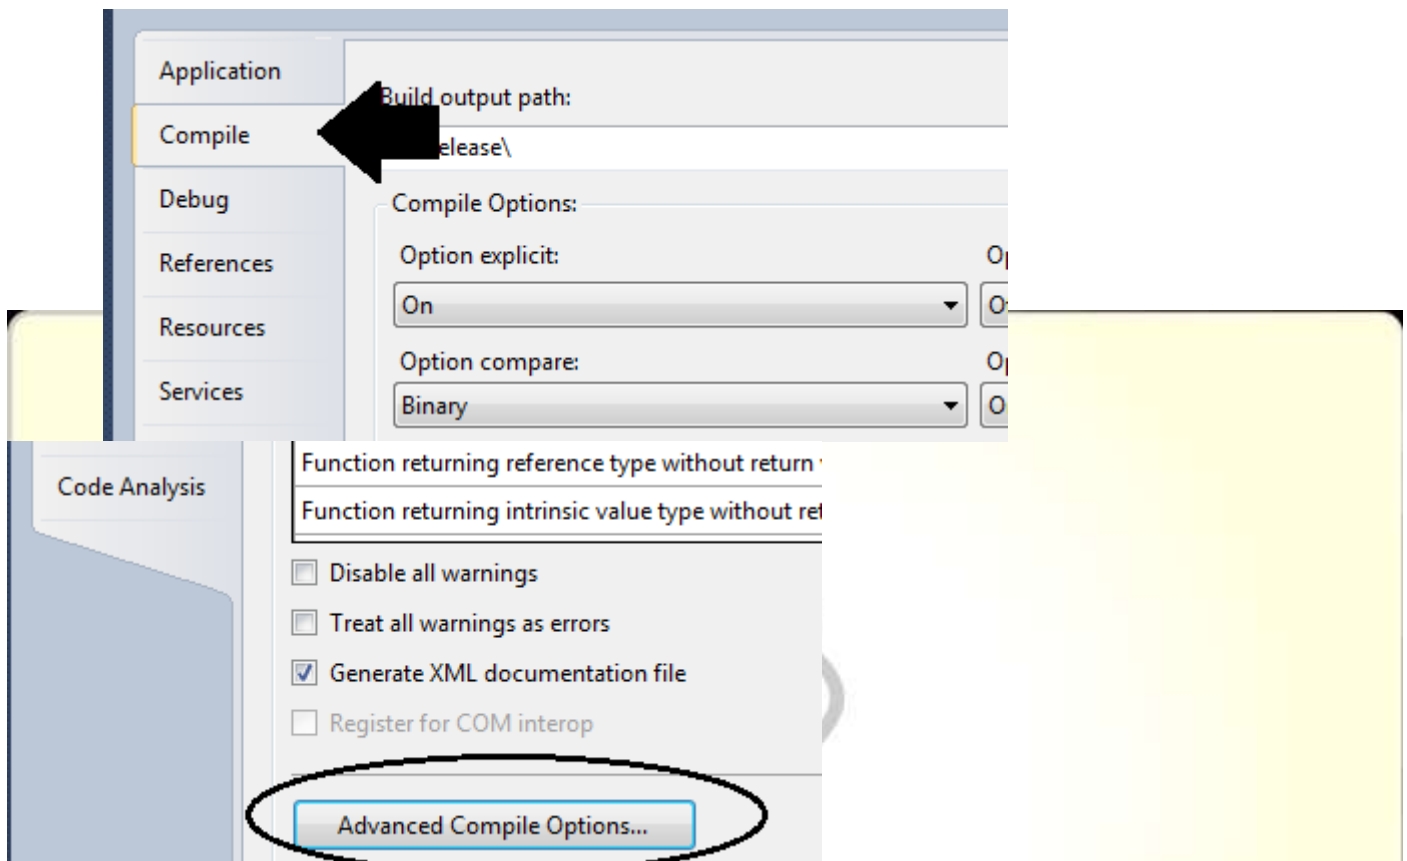 Application
Compile
Debug
References
Resources
Services
Build output path:
elease\
Compile Options:
Option explicit:
On
Option compare:
Binary
Code Analysis
Function returning reference type without return
Function returning intrinsic value type without ret
Disable all warnings
Treat all warnings as errors
Generate XML documentation file
Register for COM interop
Advanced Compile Options...